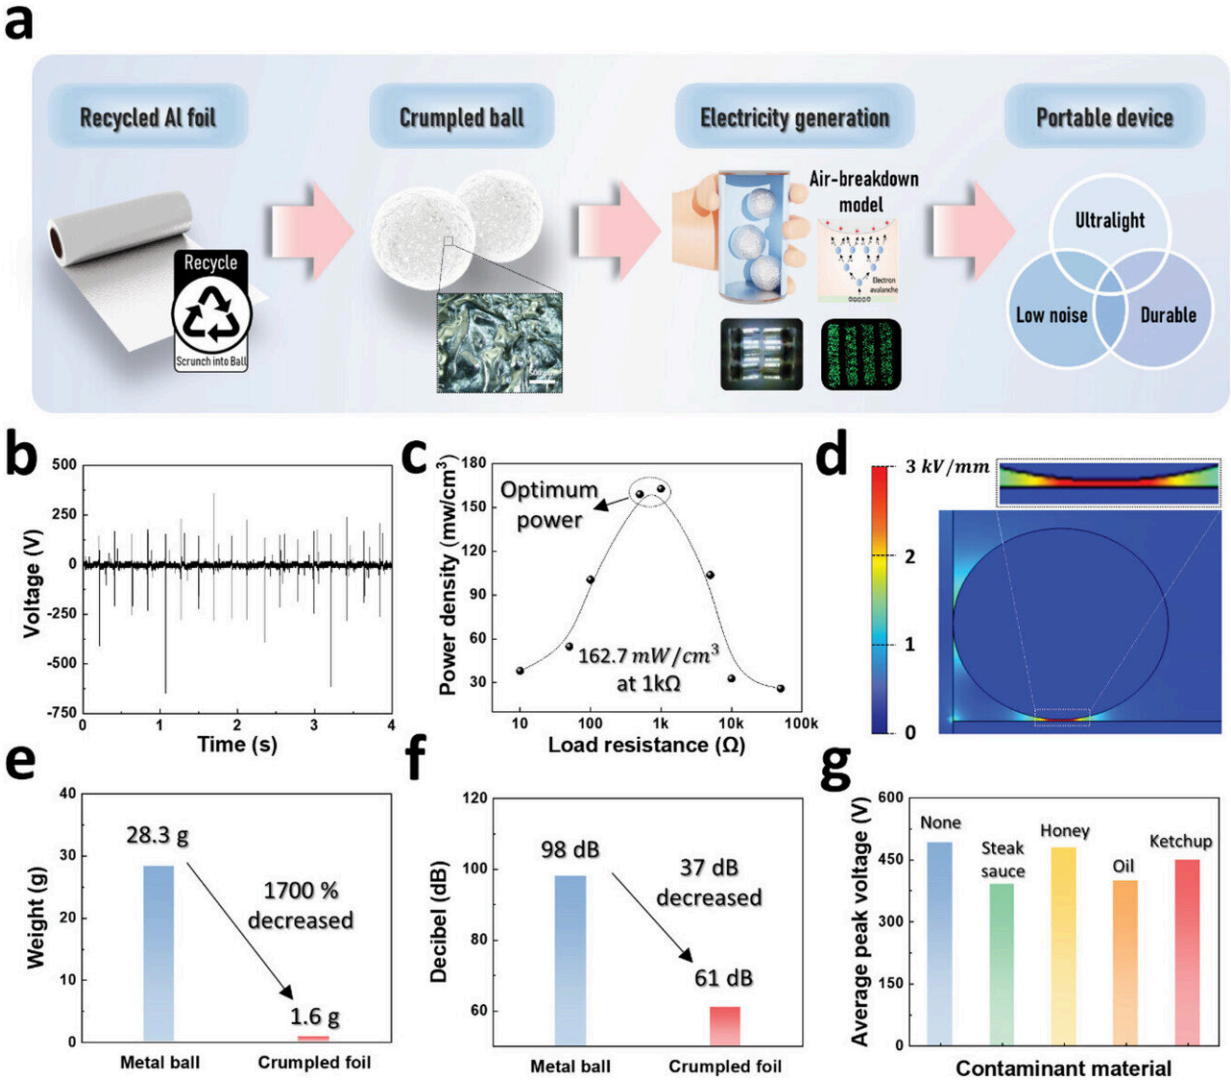 a
Recycled Al foil
Crumpled ball
Electricity generation
Portable device
Recycle
Scrunch into Ball
Air-breakdown
model
Electron
avalanche
Ultralight
Low noise
Durable
b
Voltage (V)
500
250
0
-250
-500
-750
0
1
2
3
4
Time (s)
c
Power density (mw/cm³)
180
150
120
90
60
30
Optimum
power
162.7 mW/cm³
at 1kΩ
10
100
1k
10k
100k
Load resistance (Ω)
d
3 kV/mm
2
1
0
e
Weight (g)
40
30
20
10
0
28.3 g
1700 %
decreased
1.6 g
Metal ball
Crumpled foil
f
Decibel (dB)
120
100
80
60
98 dB
37 dB
decreased
61 dB
Metal ball
Crumpled foil
g
Average peak voltage (V)
600
450
300
150
0
None
Steak
sauce
Honey
Oil
Ketchup
Contaminant material